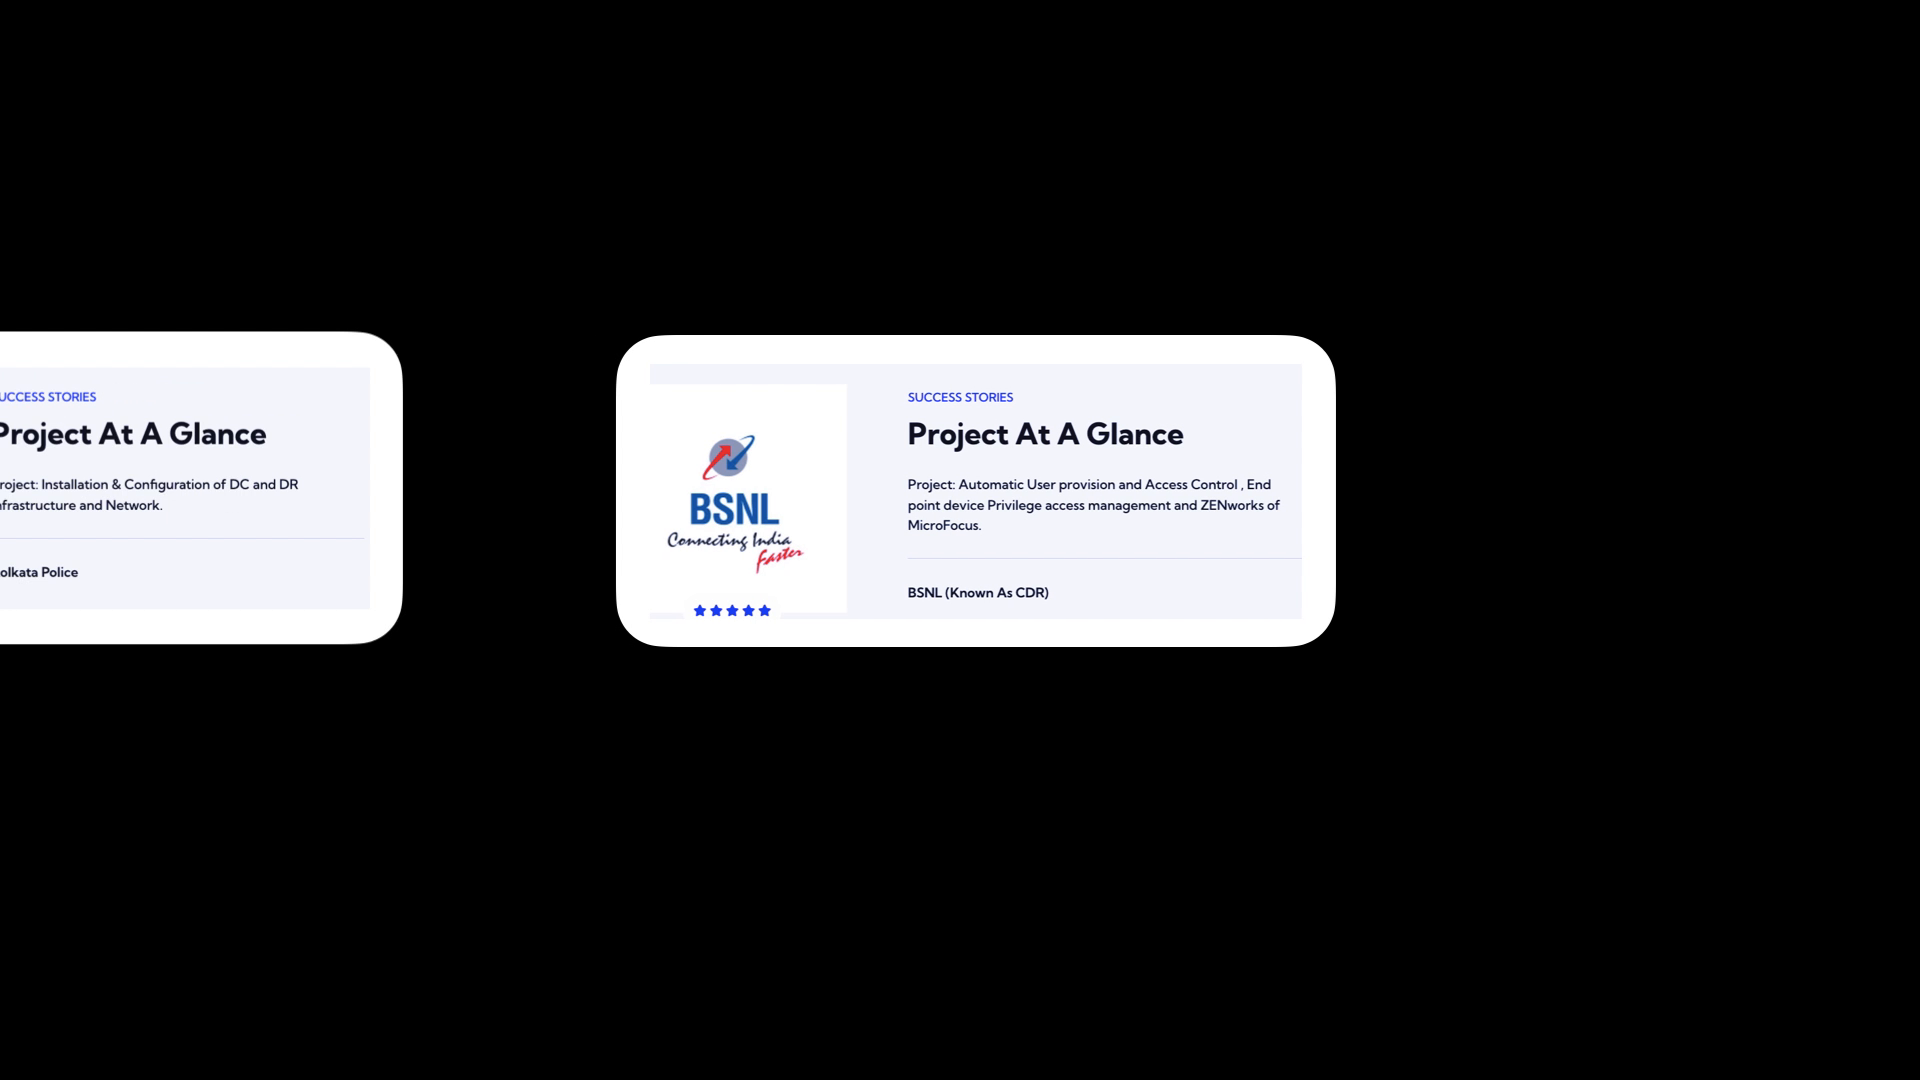 UCCESS STORIES
Project At A Glance
roject: Installation & Configuration of DC and DR
nfrastructure and Network.
olkata Police
BSNL
Connecting India
Faster
SUCCESS STORIES
Project At A Glance
Project: Automatic User provision and Access Control , End
point device Privilege access management and ZENworks of
MicroFocus.
BSNL (Known As CDR)